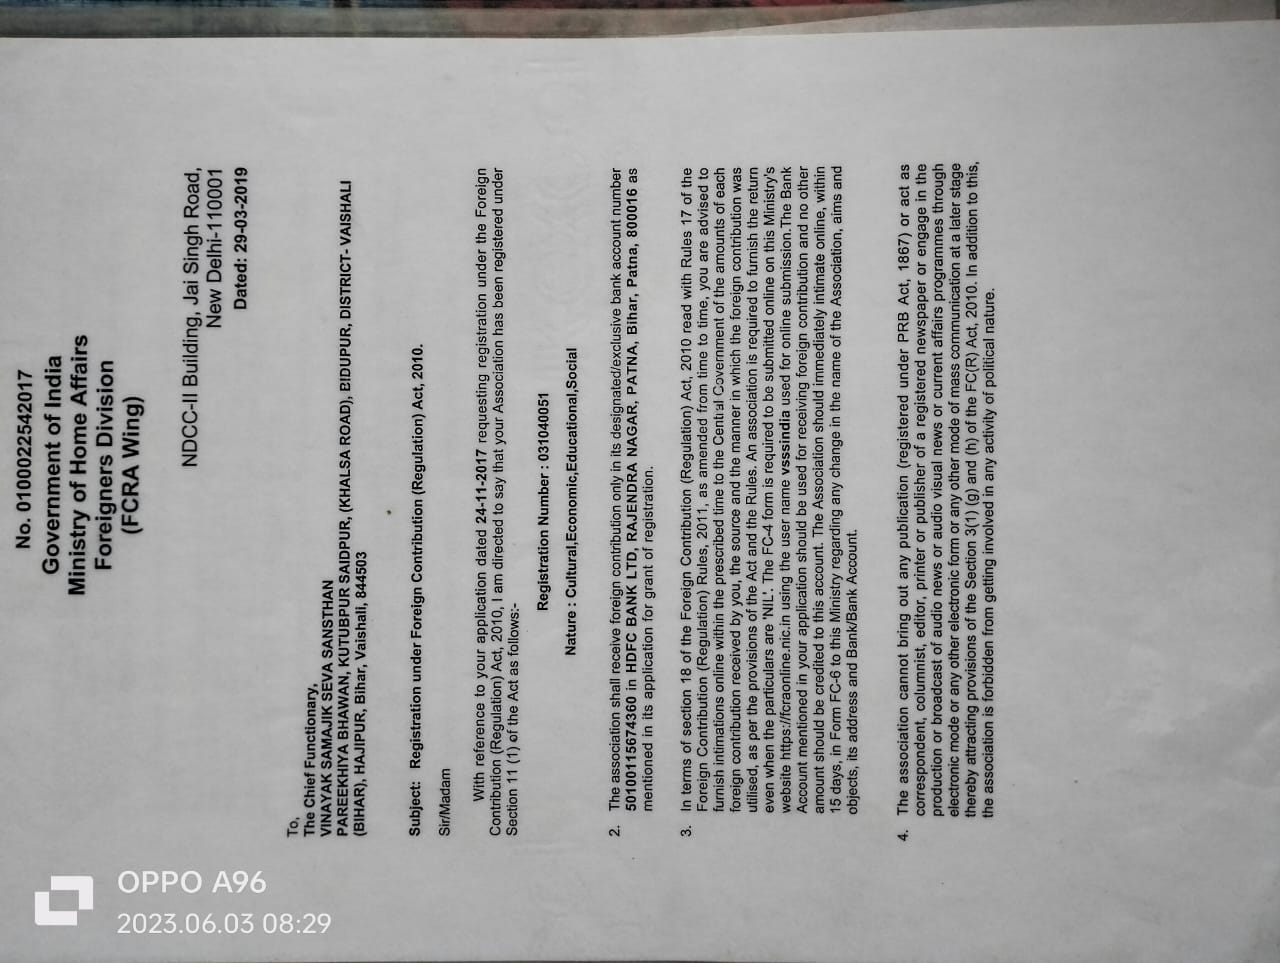 No. 0100022542017
Government of India
Ministry of Home Affairs
Foreigners Division
(FCRA Wing)
NDCC-II Building, Jai Singh Road,
New Delhi-110001
Dated: 29-03-2019
To,
The Chief Functionary,
VINAYAK SAMAJIK SEVA SANSTHAN
PAREEKHIYA BHAWAN, KUTUBPUR SAIDPUR, (KHALSA ROAD), BIDUPUR, DISTRICT- VAISHALI
(BIHAR), HAJIPUR, Bihar, Vaishali, 844503
Subject: Registration under Foreign Contribution (Regulation) Act, 2010.
Sir/Madam
With reference to your application dated 24-11-2017 requesting registration under the Foreign
Contribution (Regulation) Act, 2010, I am directed to say that your Association has been registered under
Section 11 (1) of the Act as follows:-
Registration Number : 031040051
Nature : Cultural,Economic,Educational,Social
2. The association shall receive foreign contribution only in its designated/exclusive bank account number
50100115674360 in HDFC BANK LTD, RAJENDRA NAGAR, PATNA, Bihar, Patna, 800016 as
mentioned in its application for grant of registration.
3. In terms of section 18 of the Foreign Contribution (Regulation) Act, 2010 read with Rules 17 of the
Foreign Contribution (Regulation) Rules, 2011, as amended from time to time, you are advised to
furnish intimations online within the prescribed time to the Central Government of the amounts of each
foreign contribution received by you, the source and the manner in which the foreign contribution was
utilised, as per the provisions of the Act and the Rules. An association is required to furnish the return
even when the particulars are 'NIL'. The FC-4 form is required to be submitted online on this Ministry's
website https://fcraonline.nic.in using the user name vsssindia used for online submission.The Bank
Account mentioned in your application should be used for receiving foreign contribution and no other
amount should be credited to this account. The Association should immediately intimate online, within
15 days, in Form FC-6 to this Ministry regarding any change in the name of the Association, aims and
objects, its address and Bank/Bank Account.
4. The association cannot bring out any publication (registered under PRB Act, 1867) or act as
correspondent, columnist, editor, printer or publisher of a registered newspaper or engage in the
production or broadcast of audio news or audio visual news or current affairs programmes through
electronic mode or any other electronic form or any other mode of mass communication at a later stage
thereby attracting provisions of the Section 3(1) (g) and (h) of the FC(R) Act, 2010. In addition to this,
the association is forbidden from getting involved in any activity of political nature.
OPPO A96
2023.06.03 08:29